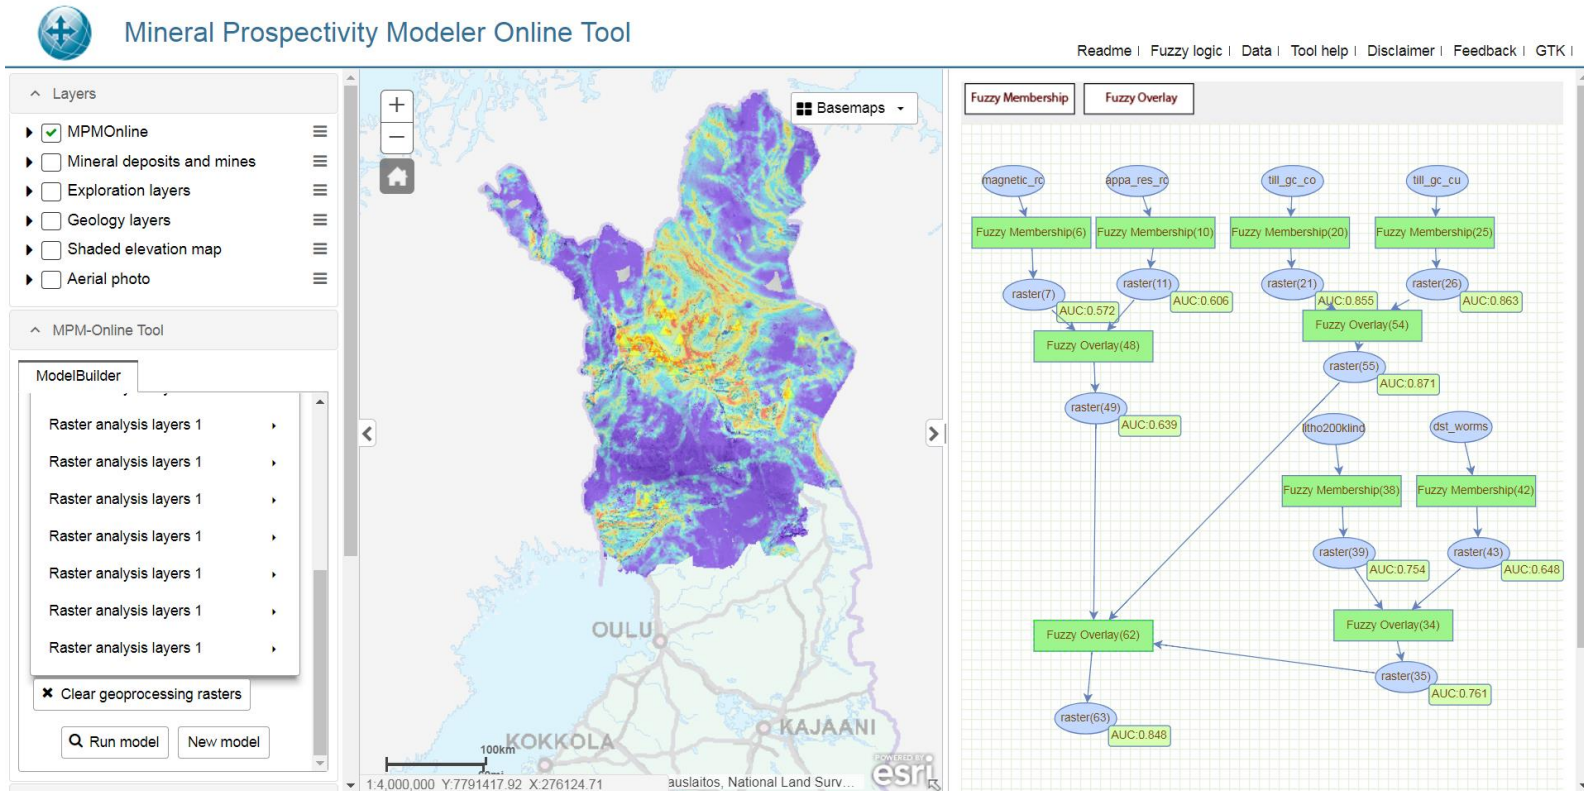 Mineral Prospectivity Modeler Online Tool
Readme | Fuzzy logic | Data | Tool help | Disclaimer | Feedback | GTK |
Layers
MPMOnline
Mineral deposits and mines
Exploration layers
Geology layers
Shaded elevation map
Aerial photo
MPM-Online Tool
ModelBuilder
Raster analysis layers 1
Raster analysis layers 1
Raster analysis layers 1
Raster analysis layers 1
Raster analysis layers 1
Raster analysis layers 1
Raster analysis layers 1
Clear geoprocessing rasters
Run model
New model
+
−
Basemaps
OULU
KAJAANI
KOKKOLA
100km
POWERED BY
esri
1:4,000,000 Y:7791417.92 X:276124.71
auslaitos, National Land Surv...
Fuzzy Membership
Fuzzy Overlay
magnetic_rc
appa_res_rc
till_gc_co
till_gc_cu
Fuzzy Membership(6)
Fuzzy Membership(10)
Fuzzy Membership(20)
Fuzzy Membership(25)
raster(7)
raster(11)
raster(21)
raster(26)
AUC:0.572
AUC:0.606
AUC:0.855
AUC:0.863
Fuzzy Overlay(48)
Fuzzy Overlay(54)
raster(55)
AUC:0.871
raster(49)
AUC:0.639
litho200klind
dst_worms
Fuzzy Membership(38)
Fuzzy Membership(42)
raster(39)
AUC:0.754
raster(43)
AUC:0.648
Fuzzy Overlay(62)
Fuzzy Overlay(34)
raster(35)
AUC:0.761
raster(63)
AUC:0.848